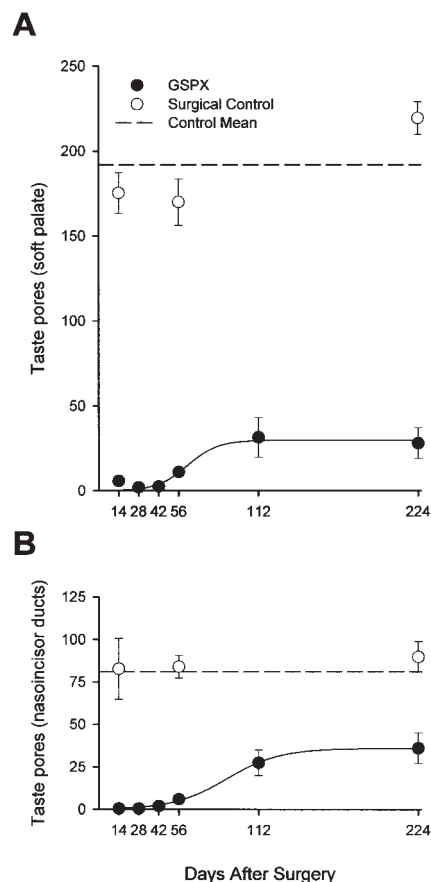 A
250
200
150
100
50
0
Taste pores (soft palate)
GSPX
Surgical Control
Control Mean
14 28 42 56 112 224
B
125
100
75
50
25
0
Taste pores (nasoincisor ducts)
14 28 42 56 112 224
Days After Surgery